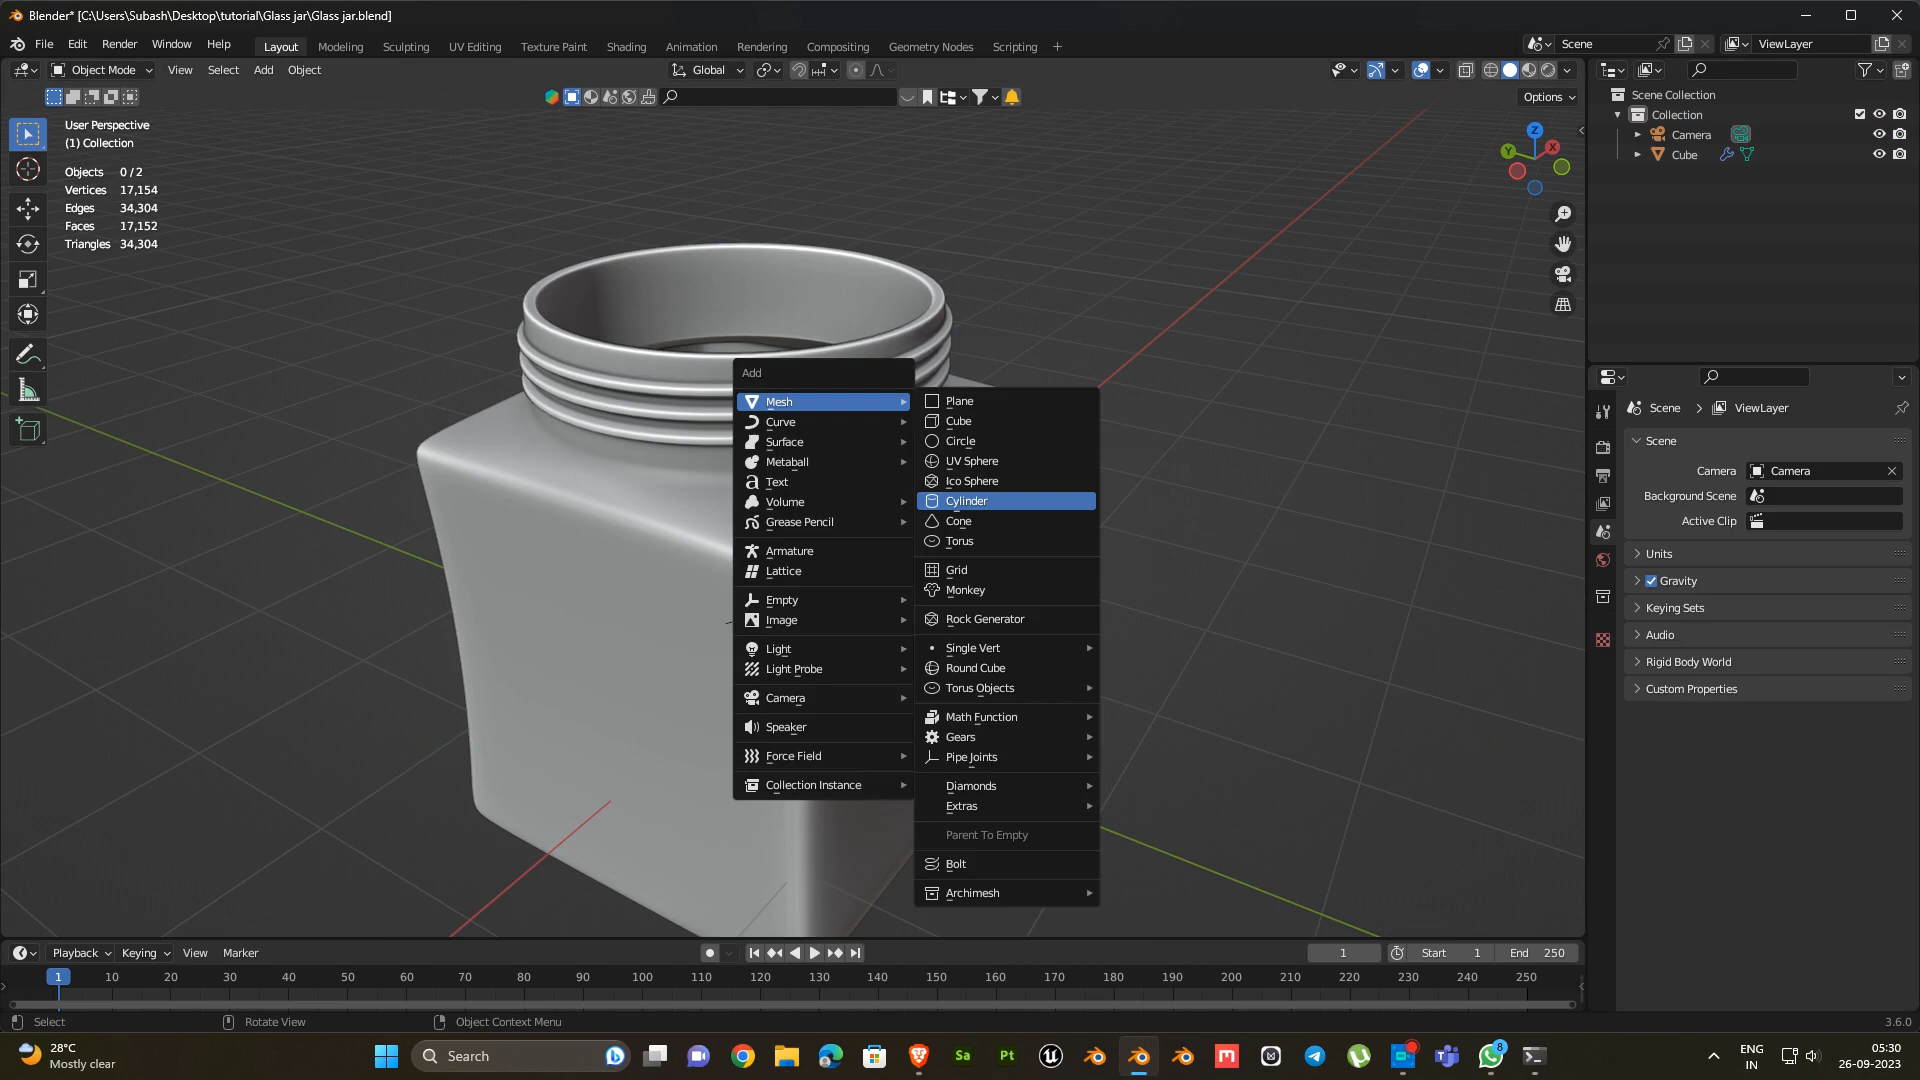 Blender* [C:\Users\Subash\Desktop\tutorial\Glass jar\Glass jar.blend]
File Edit Render Window Help Layout Modeling Sculpting UV Editing Texture Paint Shading Animation Rendering Compositing Geometry Nodes Scripting + Scene ViewLayer
Object Mode View Select Add Object Global
Options
User Perspective
(1) Collection
Objects 0 / 2
Vertices 17,154
Edges 34,304
Faces 17,152
Triangles 34,304
Z
Y
X
Add
Mesh
Curve
Surface
Metaball
Text
Volume
Grease Pencil
Armature
Lattice
Empty
Image
Light
Light Probe
Camera
Speaker
Force Field
Collection Instance
Plane
Cube
Circle
UV Sphere
Ico Sphere
Cylinder
Cone
Torus
Grid
Monkey
Rock Generator
Single Vert
Round Cube
Torus Objects
Math Function
Gears
Pipe Joints
Diamonds
Extras
Parent To Empty
Bolt
Archimesh
Scene Collection
Collection
Camera
Cube
Scene ViewLayer
Scene
Camera Camera
Background Scene
Active Clip
Units
Gravity
Keying Sets
Audio
Rigid Body World
Custom Properties
Playback Keying View Marker 1 Start 1 End 250
1 10 20 30 40 50 60 70 80 90 100 110 120 130 140 150 160 170 180 190 200 210 220 230 240 250
Select Rotate View Object Context Menu 3.6.0
28°C
Mostly clear
Search
Sa
Pt
8
ENG
IN
05:30
26-09-2023